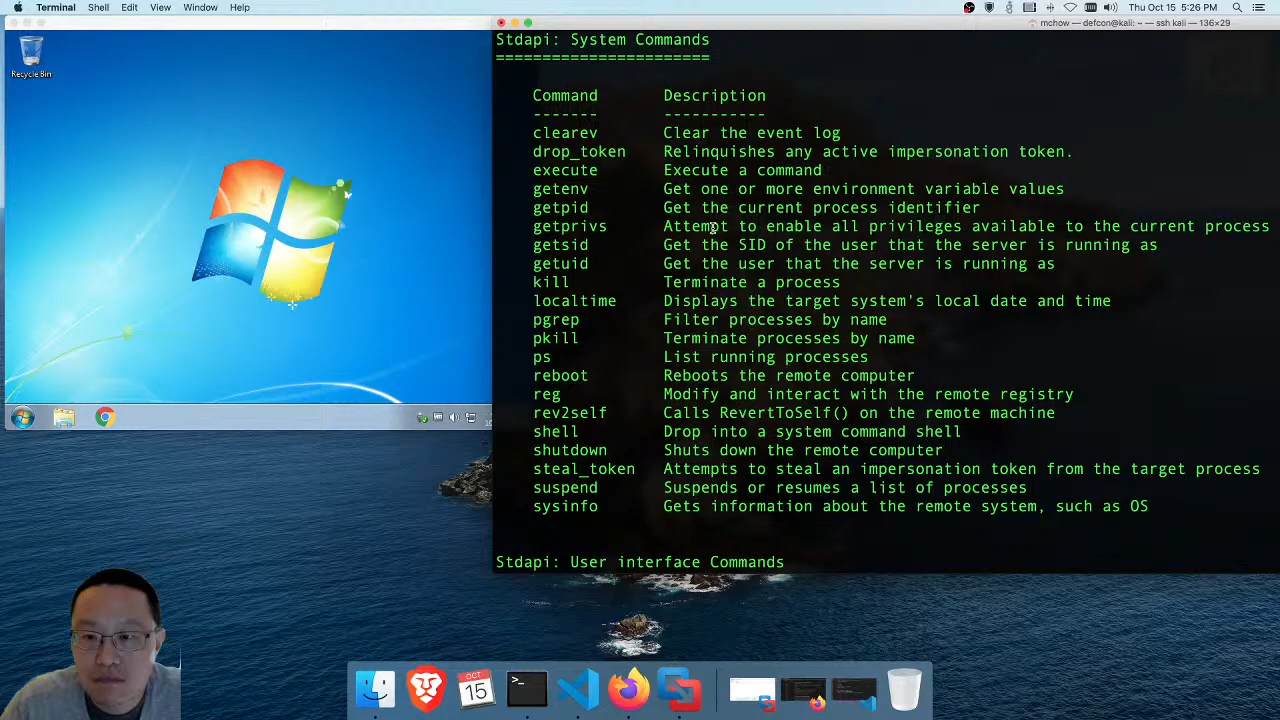 Terminal Shell Edit View Window Help
Thu Oct 15 5:26 PM
mchow — defcon@kali: ~ — ssh kali — 136×29
Recycle Bin
Stdapi: System Commands
=======================
Command Description
------- -----------
clearev Clear the event log
drop_token Relinquishes any active impersonation token.
execute Execute a command
getenv Get one or more environment variable values
getpid Get the current process identifier
getprivs Attempt to enable all privileges available to the current process
getsid Get the SID of the user that the server is running as
getuid Get the user that the server is running as
kill Terminate a process
localtime Displays the target system's local date and time
pgrep Filter processes by name
pkill Terminate processes by name
ps List running processes
reboot Reboots the remote computer
reg Modify and interact with the remote registry
rev2self Calls RevertToSelf() on the remote machine
shell Drop into a system command shell
shutdown Shuts down the remote computer
steal_token Attempts to steal an impersonation token from the target process
suspend Suspends or resumes a list of processes
sysinfo Gets information about the remote system, such as OS
Stdapi: User interface Commands
OCT
15
>_